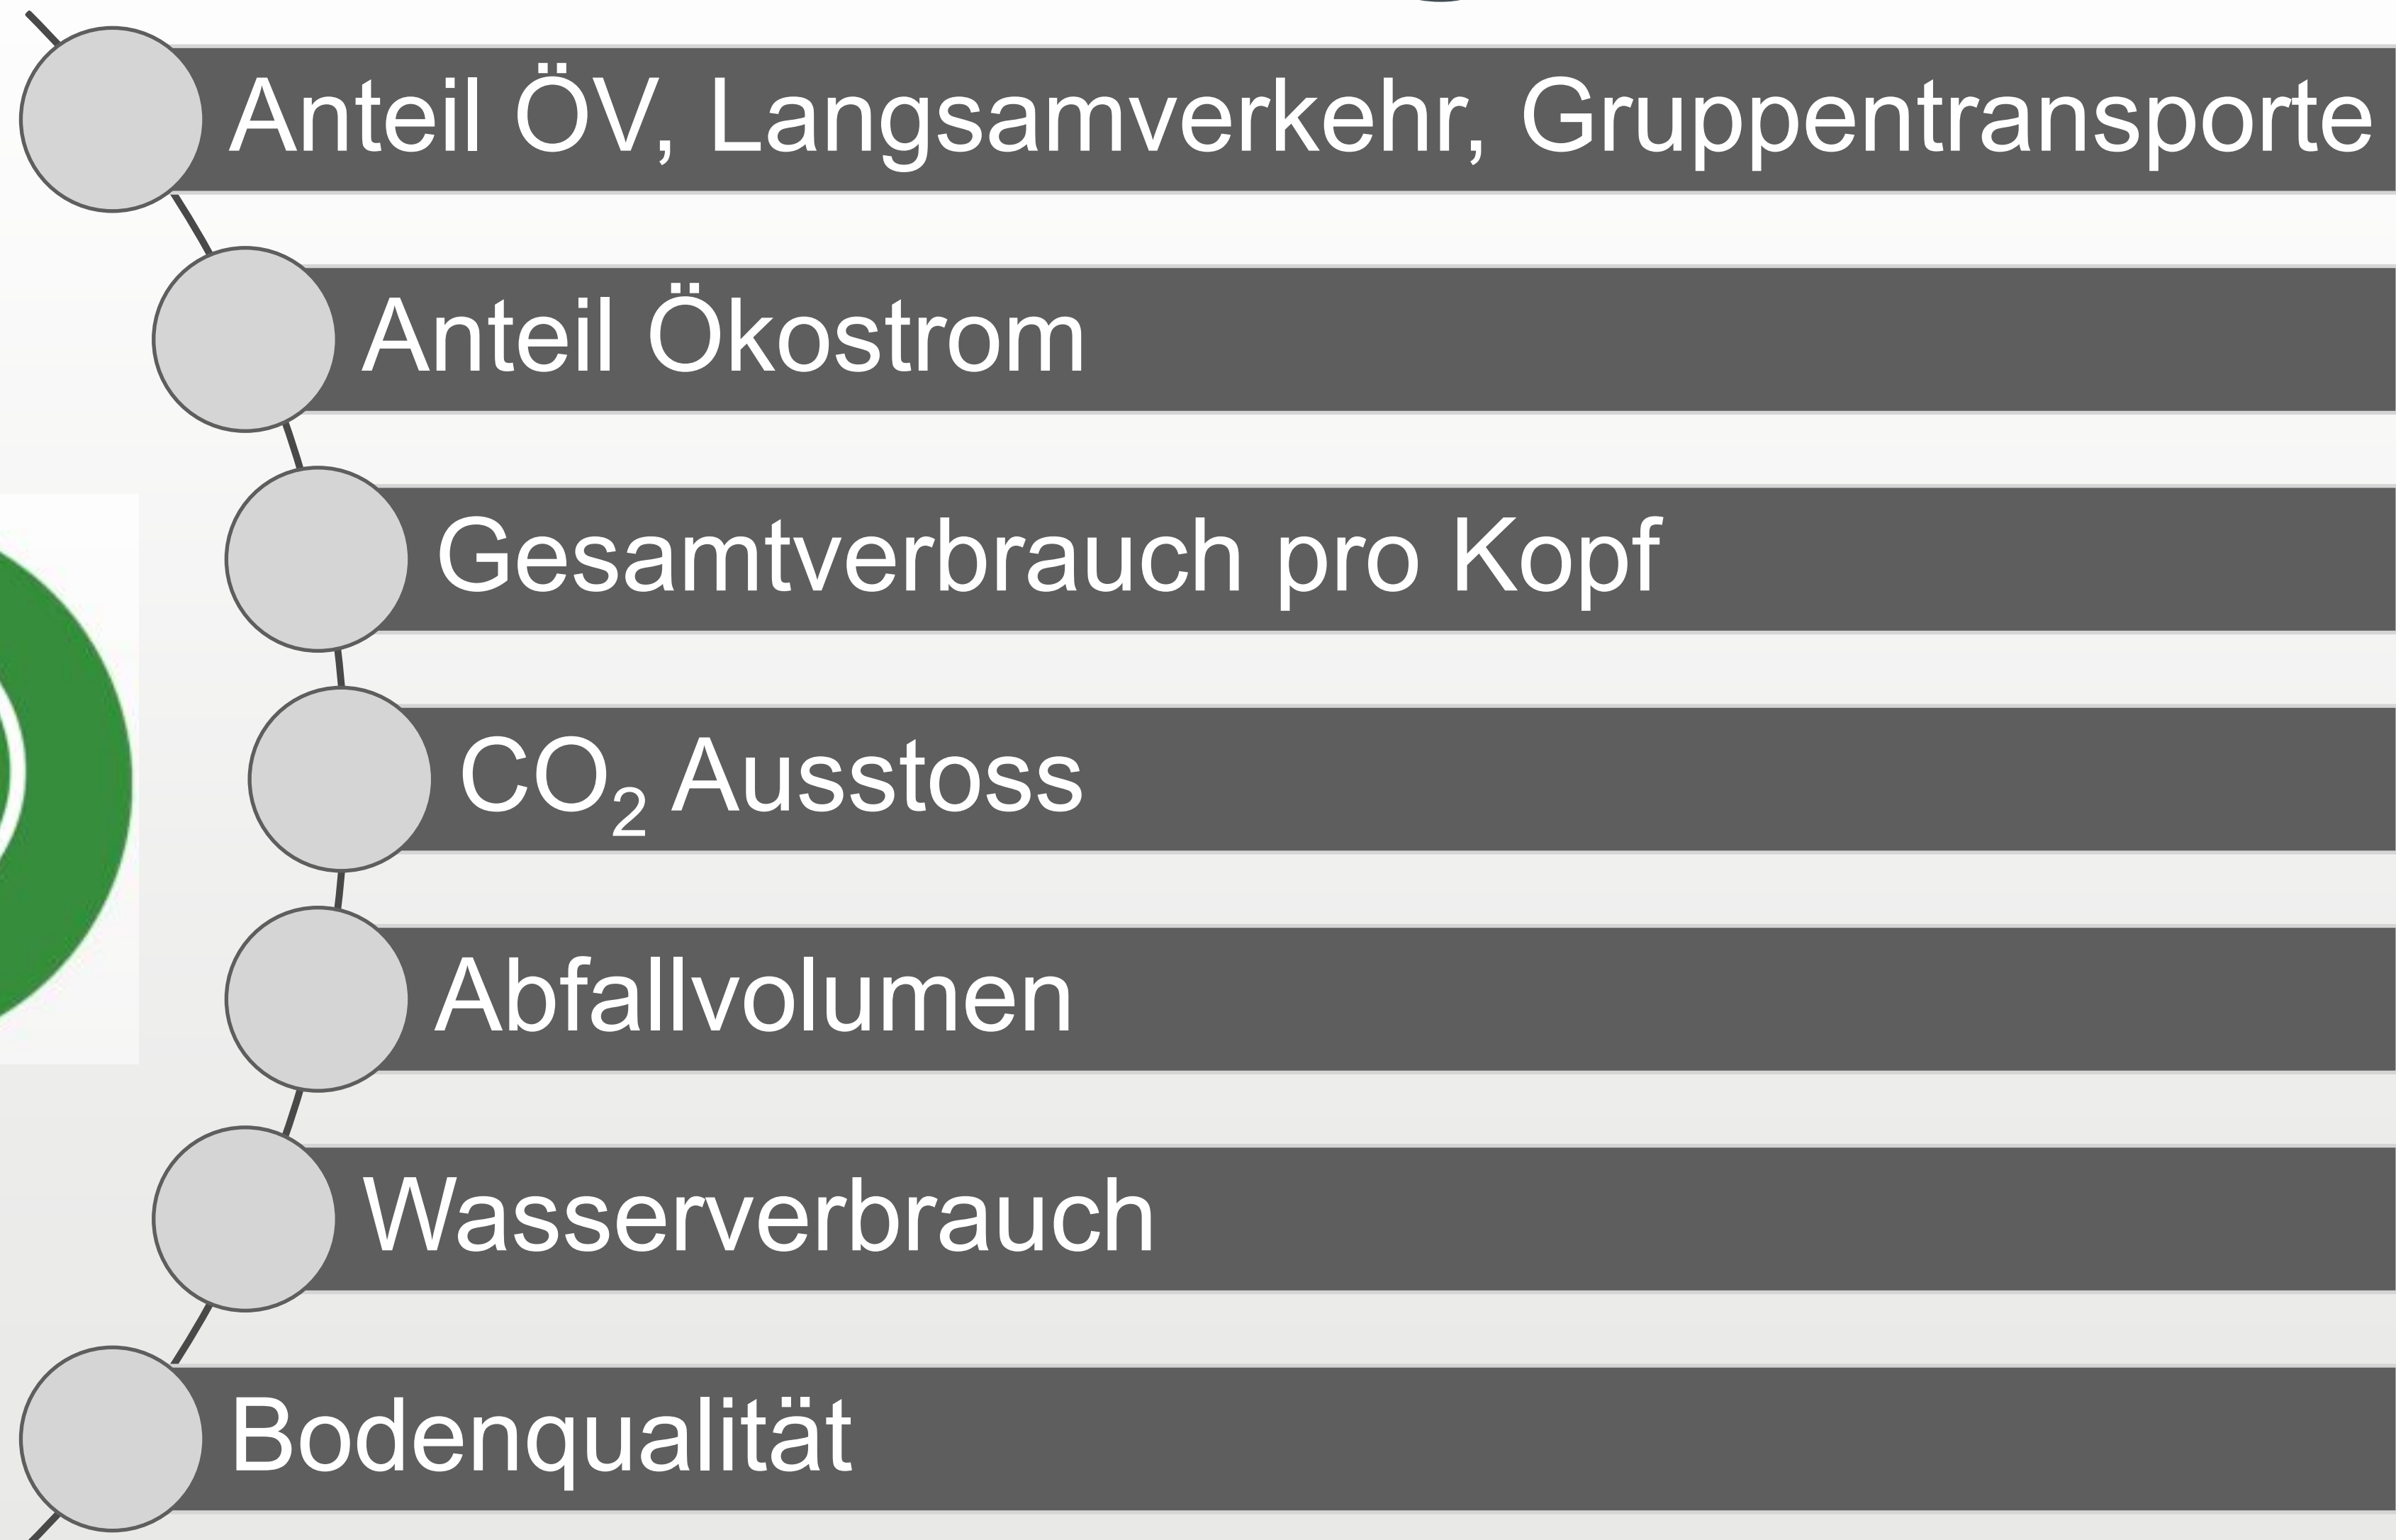 Anteil ÖV, Langsamverkehr, Gruppentransporte
Anteil Ökostrom
Gesamtverbrauch pro Kopf
CO₂ Ausstoss
Abfallvolumen
Wasserverbrauch
Bodenqualität